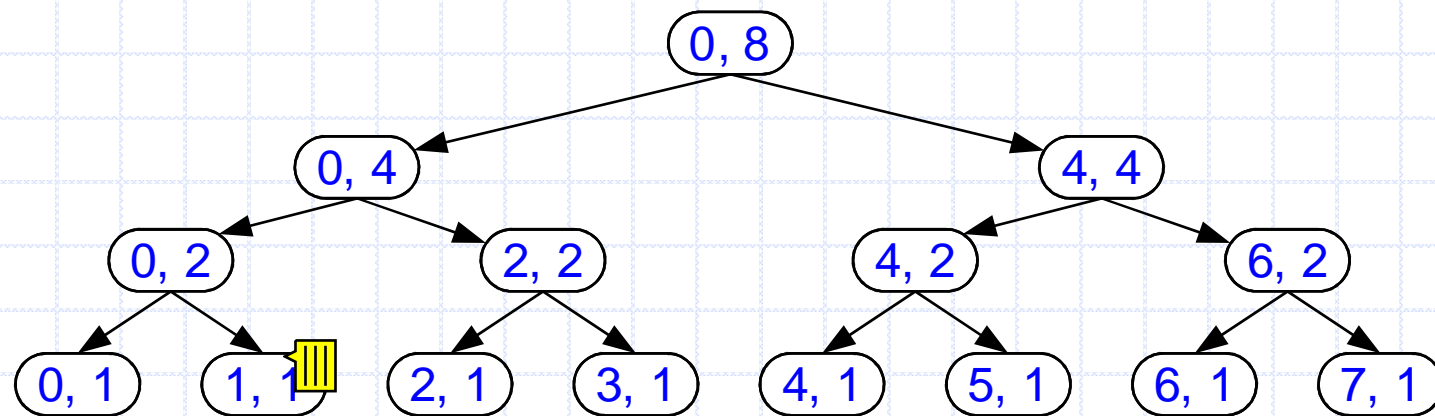 0, 8
0, 4 4, 4
0, 2 2, 2 4, 2 6, 2
0, 1 1, 1 2, 1 3, 1 4, 1 5, 1 6, 1 7, 1